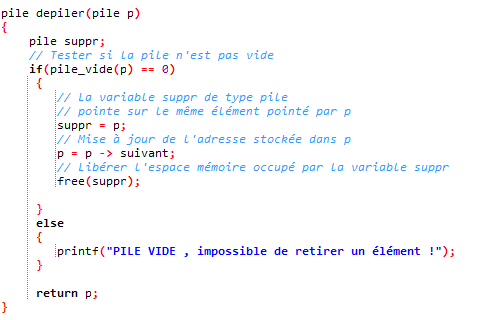 pile depiler(pile p)
{
pile suppr;
// Tester si la pile n'est pas vide
if(pile_vide(p) == 0)
{
// La variable suppr de type pile
// pointe sur le même élément pointé par p
suppr = p;
// Mise à jour de l'adresse stockée dans p
p = p -> suivant;
// Libérer l'espace mémoire occupé par la variable suppr
free(suppr);
}
else
{
printf("PILE VIDE , impossible de retirer un élément !");
}
return p;
}